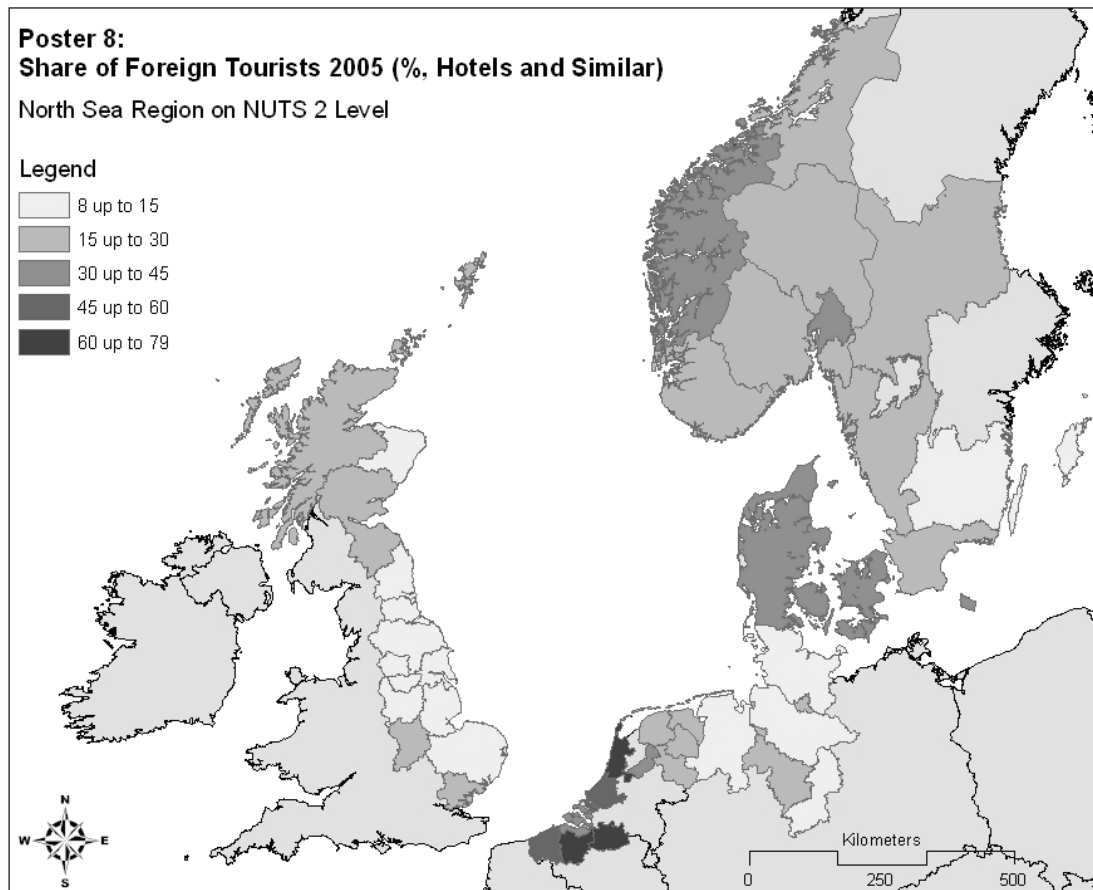 Poster 8:
Share of Foreign Tourists 2005 (%, Hotels and Similar)
North Sea Region on NUTS 2 Level
Legend
8 up to 15
15 up to 30
30 up to 45
45 up to 60
60 up to 79
N
W E
S
Kilometers
0 250 500